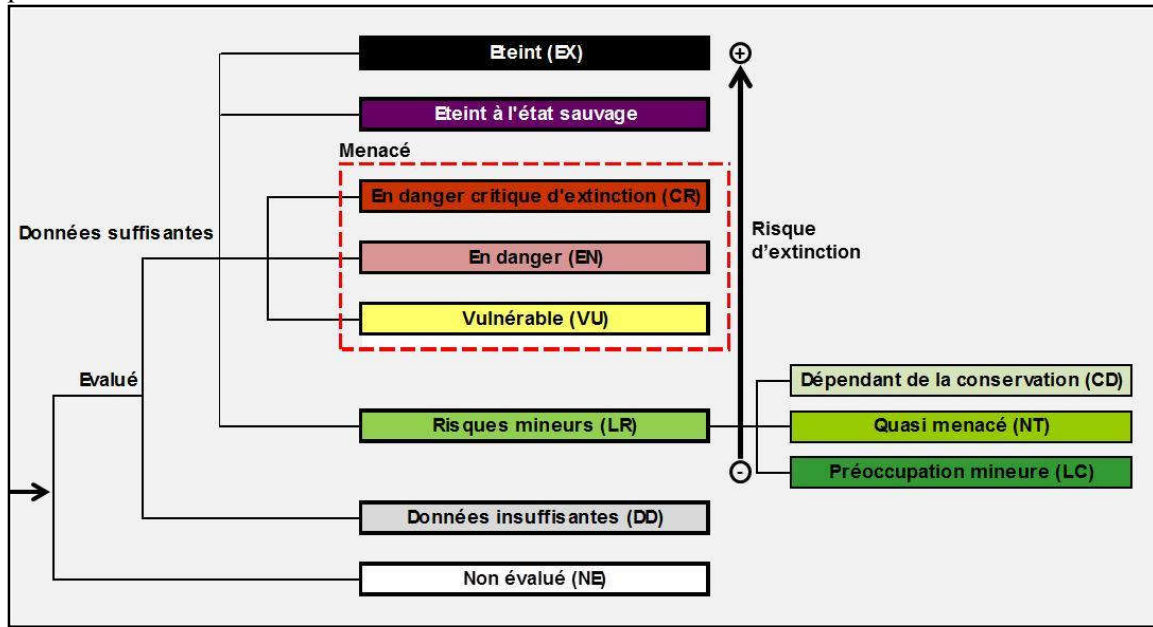 Eteint (EX)
+
Eteint à l'état sauvage
Menacé
En danger critique d'extinction (CR)
Données suffisantes
Risque
d'extinction
En danger (EN)
Vulnérable (VU)
Evalué
Dépendant de la conservation (CD)
Risques mineurs (LR)
Quasi menacé (NT)
-
Préoccupation mineure (LC)
Données insuffisantes (DD)
Non évalué (NE)